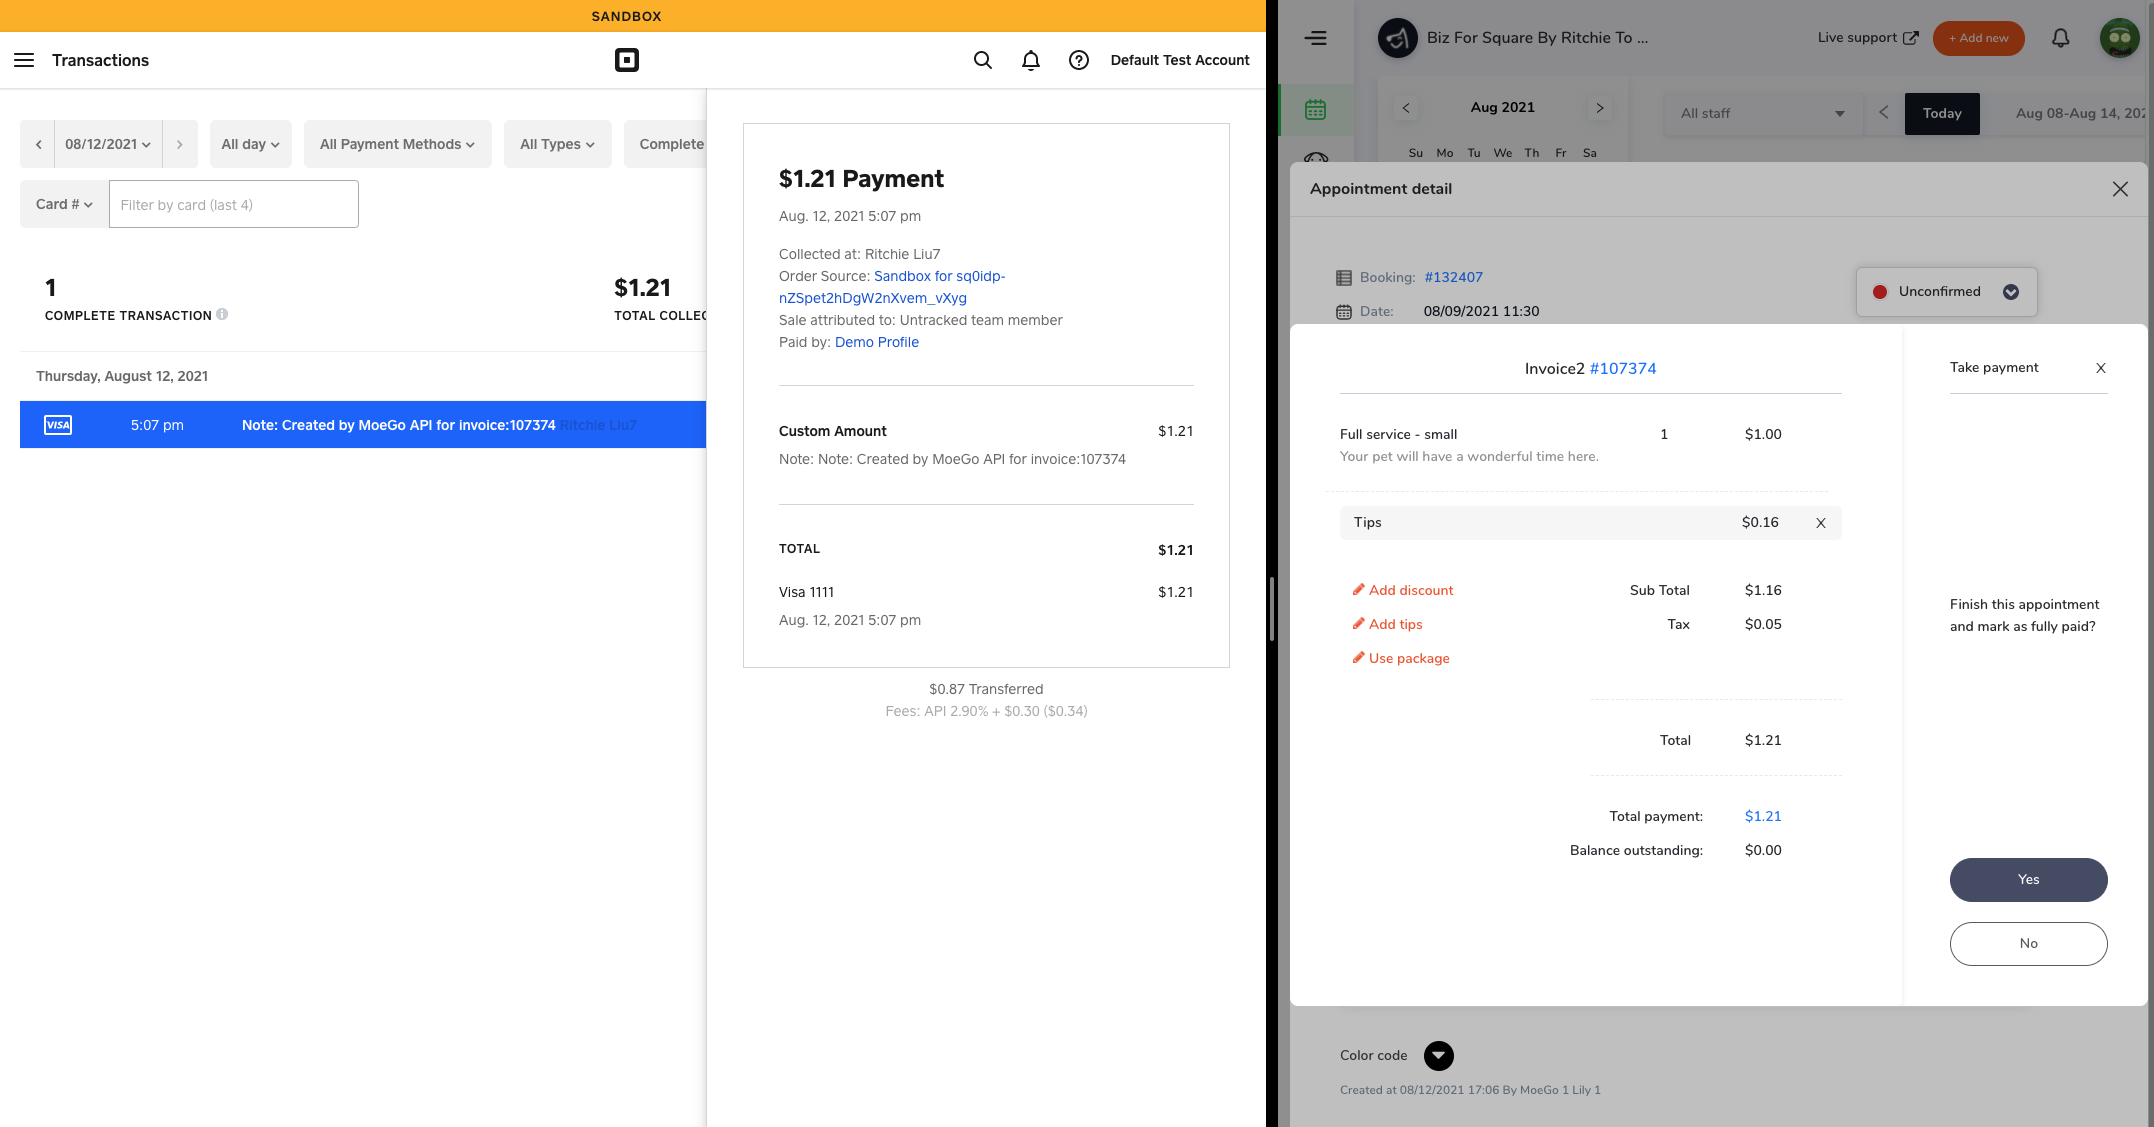 SANDBOX
Transactions
Default Test Account
08/12/2021
All day
All Payment Methods
All Types
Complete
Card #
Filter by card (last 4)
1
COMPLETE TRANSACTION
$1.21
TOTAL COLLEC
Thursday, August 12, 2021
VISA
5:07 pm
Note: Created by MoeGo API for invoice:107374 Ritchie Liu7
$1.21 Payment
Aug. 12, 2021 5:07 pm
Collected at: Ritchie Liu7
Order Source: Sandbox for sq0idp-
nZSpet2hDgW2nXvem_vXyg
Sale attributed to: Untracked team member
Paid by: Demo Profile
Custom Amount $1.21
Note: Note: Created by MoeGo API for invoice:107374
TOTAL $1.21
Visa 1111 $1.21
Aug. 12, 2021 5:07 pm
$0.87 Transferred
Fees: API 2.90% + $0.30 ($0.34)
Biz For Square By Ritchie To ...
Live support
+ Add new
Aug 2021
Su Mo Tu We Th Fr Sa
All staff
Today
Aug 08-Aug 14, 202
Appointment detail
Booking: #132407
Date: 08/09/2021 11:30
Unconfirmed
Invoice2 #107374
Full service - small 1 $1.00
Your pet will have a wonderful time here.
Tips $0.16 X
Add discount
Sub Total $1.16
Add tips
Tax $0.05
Use package
Total $1.21
Total payment: $1.21
Balance outstanding: $0.00
Take payment X
Finish this appointment
and mark as fully paid?
Yes
No
Color code
Created at 08/12/2021 17:06 By MoeGo 1 Lily 1